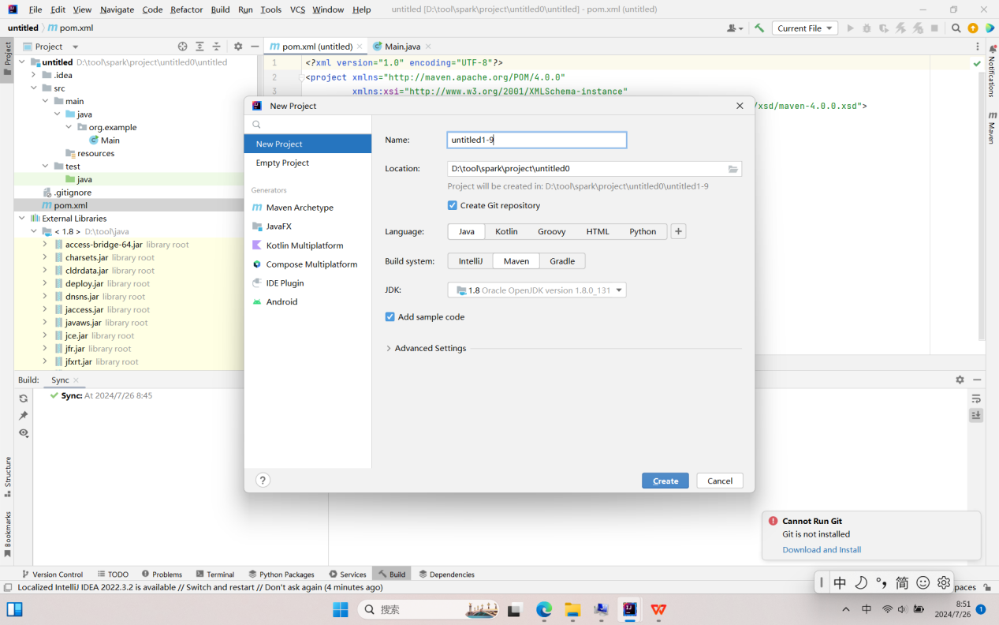 File Edit View Navigate Code Refactor Build Run Tools VCS Window Help untitled [D:\tool\spark\project\untitled0\untitled] - pom.xml (untitled)
untitled m pom.xml Current File
Project m pom.xml (untitled) Main.java
untitled D:\tool\spark\project\untitled0\untitled
.idea
src
main
java
org.example
Main
resources
test
java
.gitignore
m pom.xml
External Libraries
< 1.8 > D:\tool\java
access-bridge-64.jar library root
charsets.jar library root
cldrdata.jar library root
deploy.jar library root
dnsns.jar library root
jaccess.jar library root
javaws.jar library root
jce.jar library root
jfr.jar library root
jfxrt.jar library root
1 <?xml version="1.0" encoding="UTF-8"?>
2 <project xmlns="http://maven.apache.org/POM/4.0.0"
3 xmlns:xsi="http://www.w3.org/2001/XMLSchema-instance"
/xsd/maven-4.0.0.xsd">
New Project
New Project
Empty Project
Generators
m Maven Archetype
JavaFX
Kotlin Multiplatform
Compose Multiplatform
IDE Plugin
Android
Name: untitled1-9
Location: D:\tool\spark\project\untitled0
Project will be created in: D:\tool\spark\project\untitled0\untitled1-9
Create Git repository
Language: Java Kotlin Groovy HTML Python +
Build system: IntelliJ Maven Gradle
JDK: 1.8 Oracle OpenJDK version 1.8.0_131
Add sample code
Advanced Settings
? Create Cancel
Project
Structure
Bookmarks
Notifications
m Maven
Build: Sync
Sync: At 2024/7/26 8:45
Cannot Run Git
Git is not installed
Download and Install
Version Control TODO Problems Terminal Python Packages Services Build Dependencies
Localized IntelliJ IDEA 2022.3.2 is available // Switch and restart // Don't ask again (4 minutes ago) paces
中 简
搜索 中 8:51
2024/7/26 1